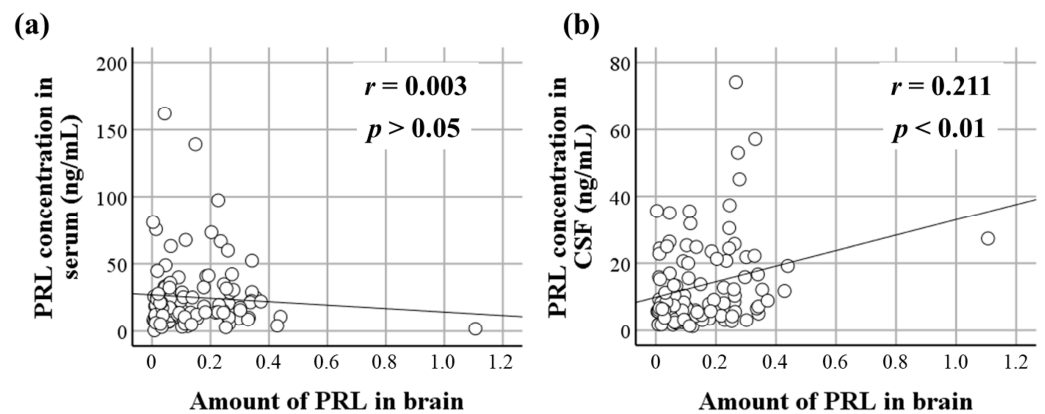 (a)
PRL concentration in
serum (ng/mL)
200
150
100
50
0
r = 0.003
p > 0.05
0 0.2 0.4 0.6 0.8 1.0 1.2
Amount of PRL in brain
(b)
PRL concentration in
CSF (ng/mL)
80
60
40
20
0
r = 0.211
p < 0.01
0 0.2 0.4 0.6 0.8 1.0 1.2
Amount of PRL in brain